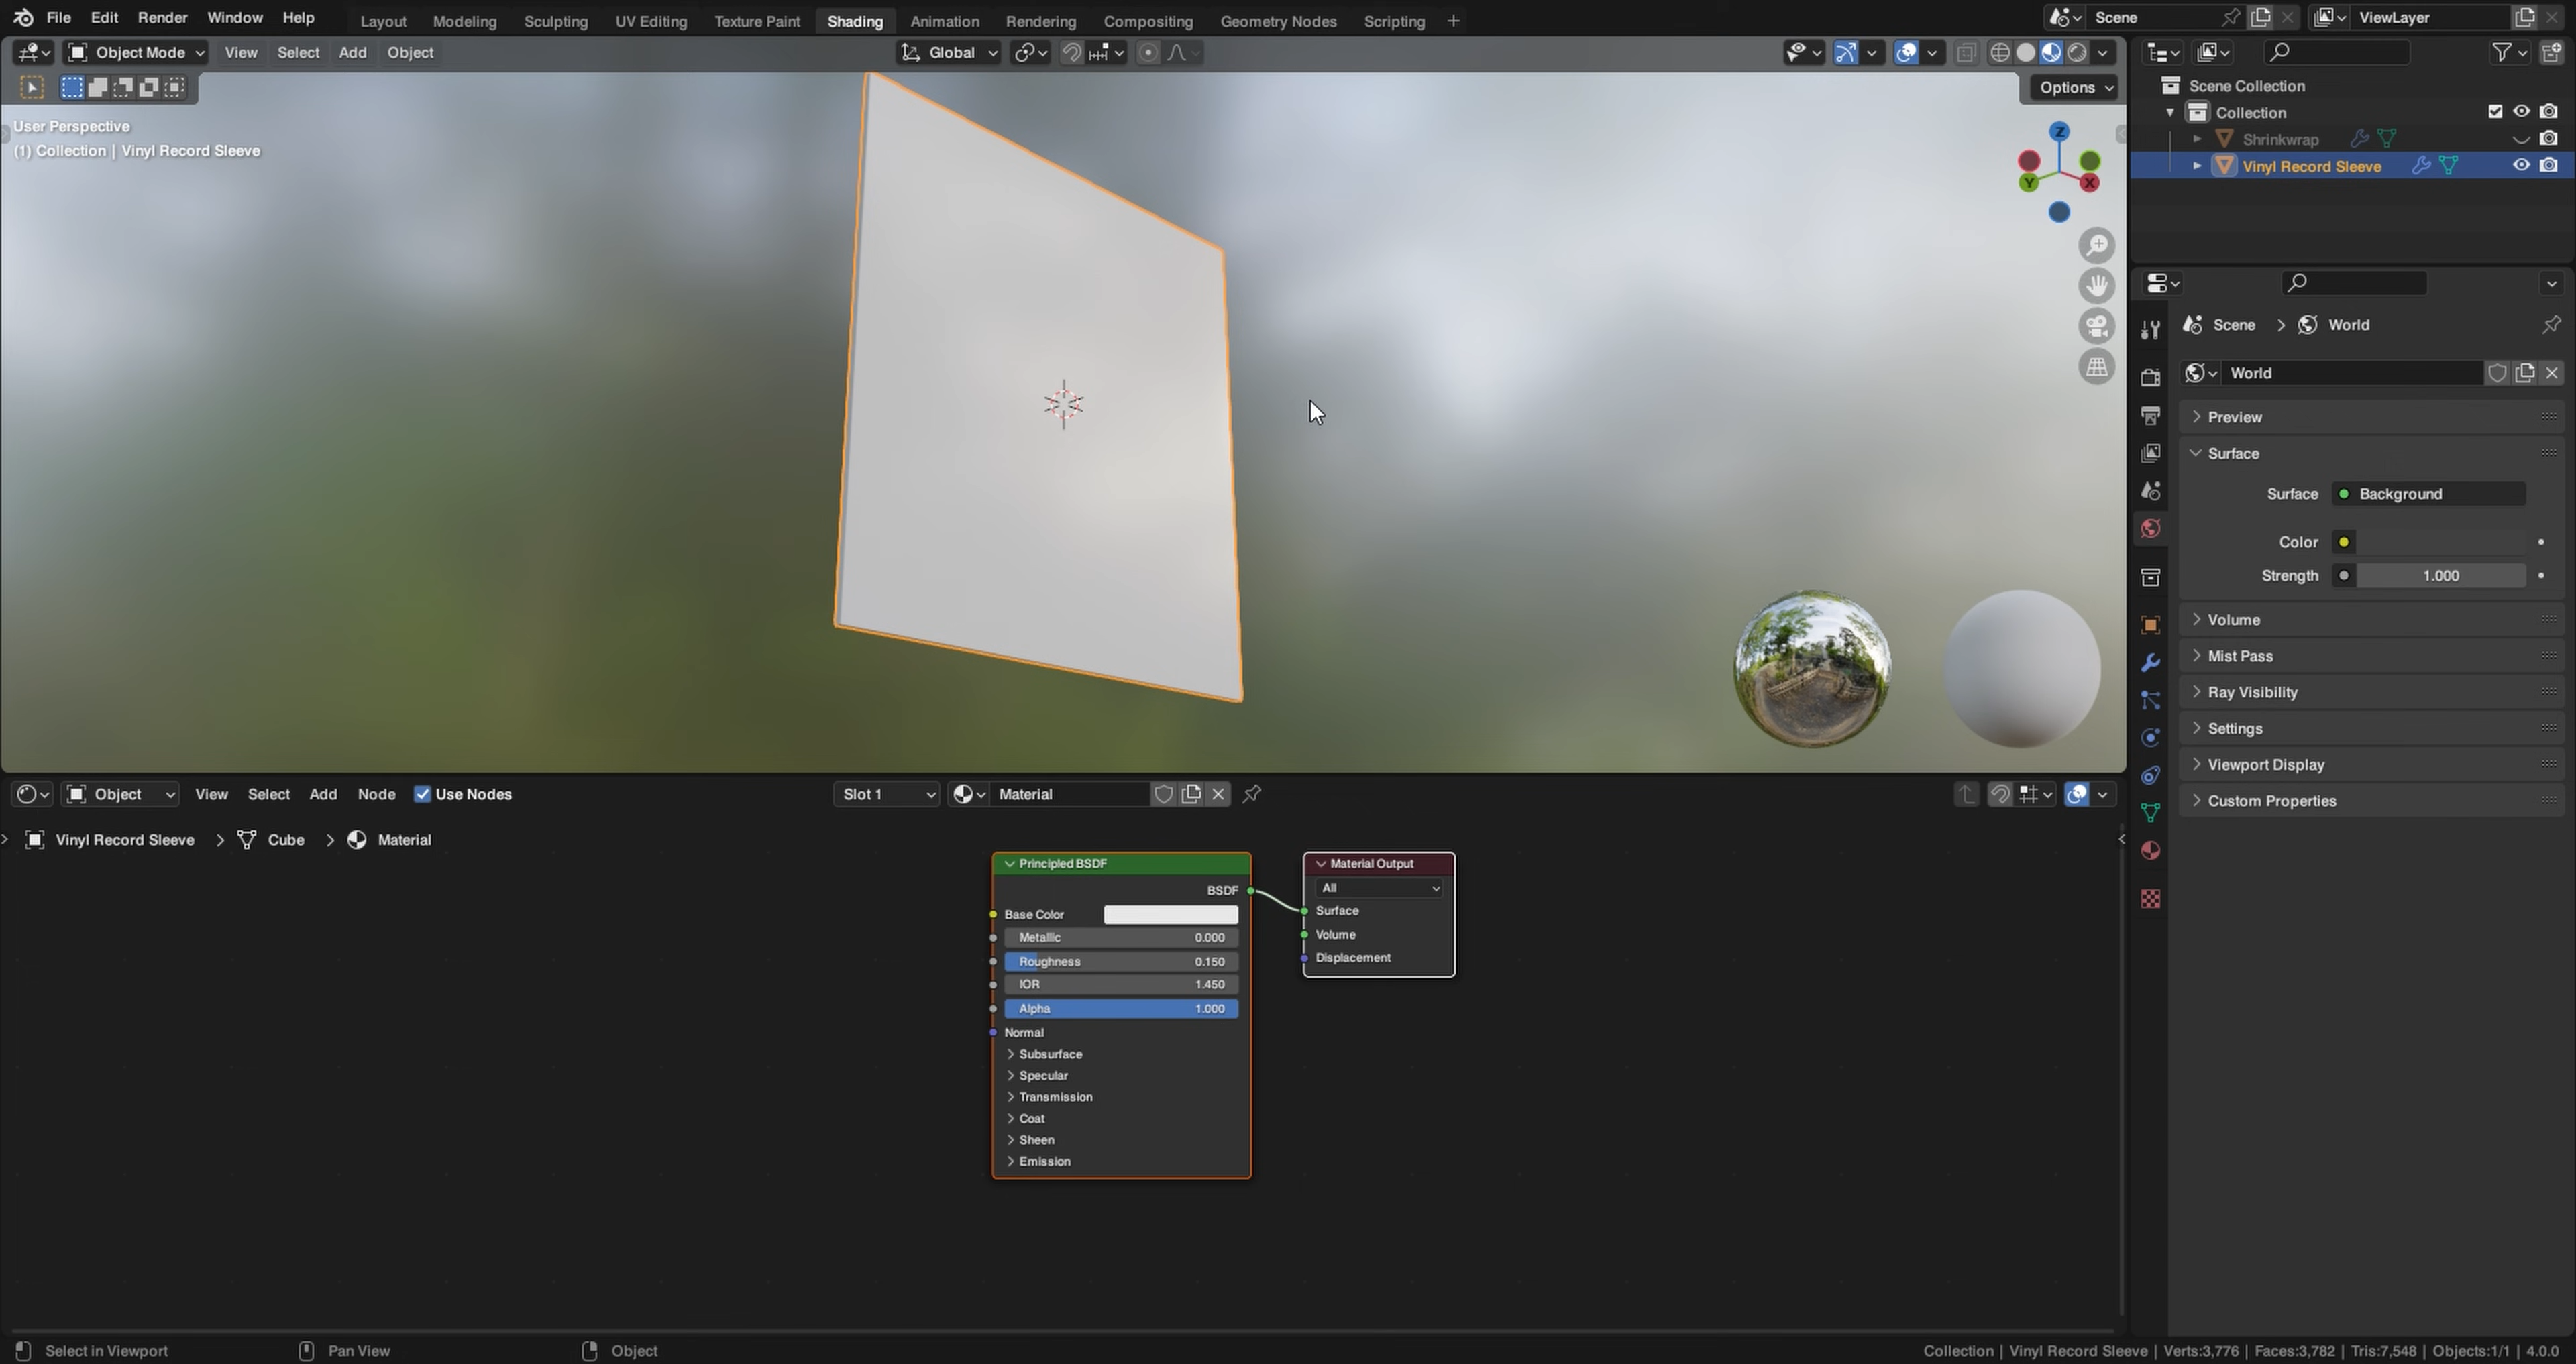 File Edit Render Window Help Layout Modeling Sculpting UV Editing Texture Paint Shading Animation Rendering Compositing Geometry Nodes Scripting + Scene ViewLayer
Object Mode View Select Add Object Global
Options
User Perspective
(1) Collection | Vinyl Record Sleeve
Z
Y X
Scene Collection
Collection
Shrinkwrap
Vinyl Record Sleeve
Scene > World
World
Preview
Surface
Surface Background
Color
Strength 1.000
Volume
Mist Pass
Ray Visibility
Settings
Viewport Display
Custom Properties
Object View Select Add Node Use Nodes Slot 1 Material
Vinyl Record Sleeve > Cube > Material
Principled BSDF
BSDF
Base Color
Metallic 0.000
Roughness 0.150
IOR 1.450
Alpha 1.000
Normal
Subsurface
Specular
Transmission
Coat
Sheen
Emission
Material Output
All
Surface
Volume
Displacement
Select in Viewport Pan View Object Collection | Vinyl Record Sleeve | Verts:3,776 | Faces:3,782 | Tris:7,548 | Objects:1/1 | 4.0.0